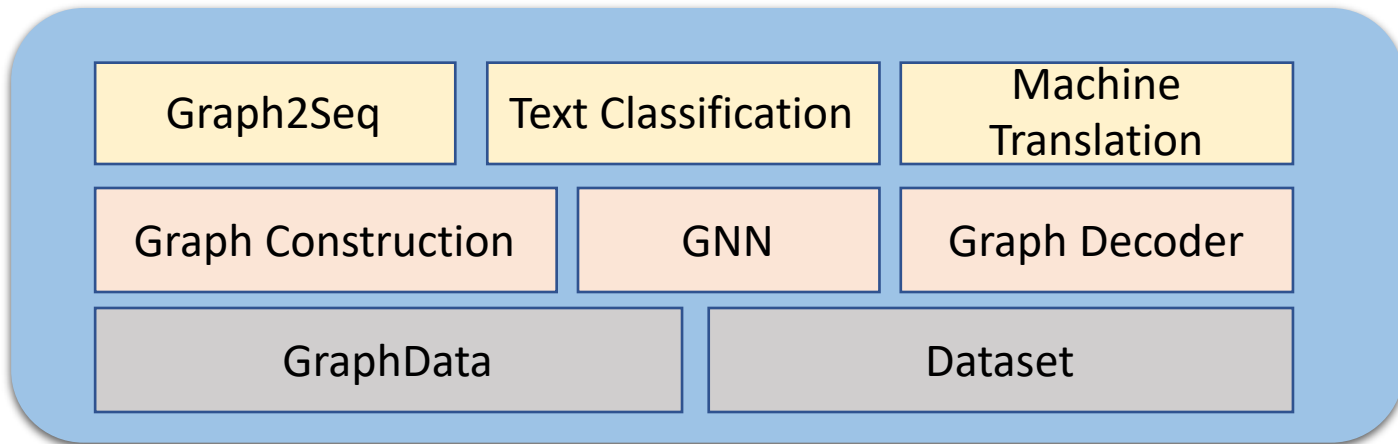 Graph2Seq
Text Classification
Machine
Translation
Graph Construction
GNN
Graph Decoder
GraphData
Dataset